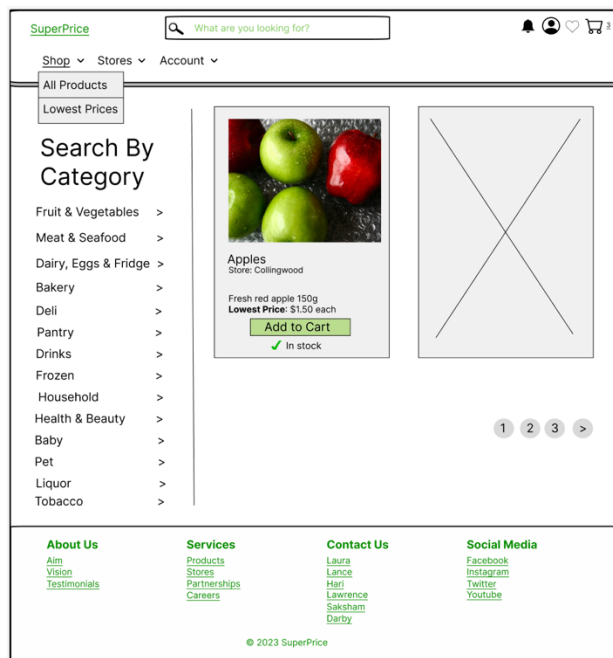 SuperPrice
What are you looking for?
3
Shop Stores Account
All Products
Lowest Prices
Search By
Category
Fruit & Vegetables >
Meat & Seafood >
Dairy, Eggs & Fridge >
Bakery >
Deli >
Pantry >
Drinks >
Frozen >
Household >
Health & Beauty >
Baby >
Pet >
Liquor >
Tobacco >
Apples
Store: Collingwood
Fresh red apple 150g
Lowest Price: $1.50 each
Add to Cart
In stock
1 2 3 >
About Us
Aim
Vision
Testimonials
Services
Products
Stores
Partnerships
Careers
Contact Us
Laura
Lance
Hari
Lawrence
Saksham
Darby
Social Media
Facebook
Instagram
Twitter
Youtube
© 2023 SuperPrice